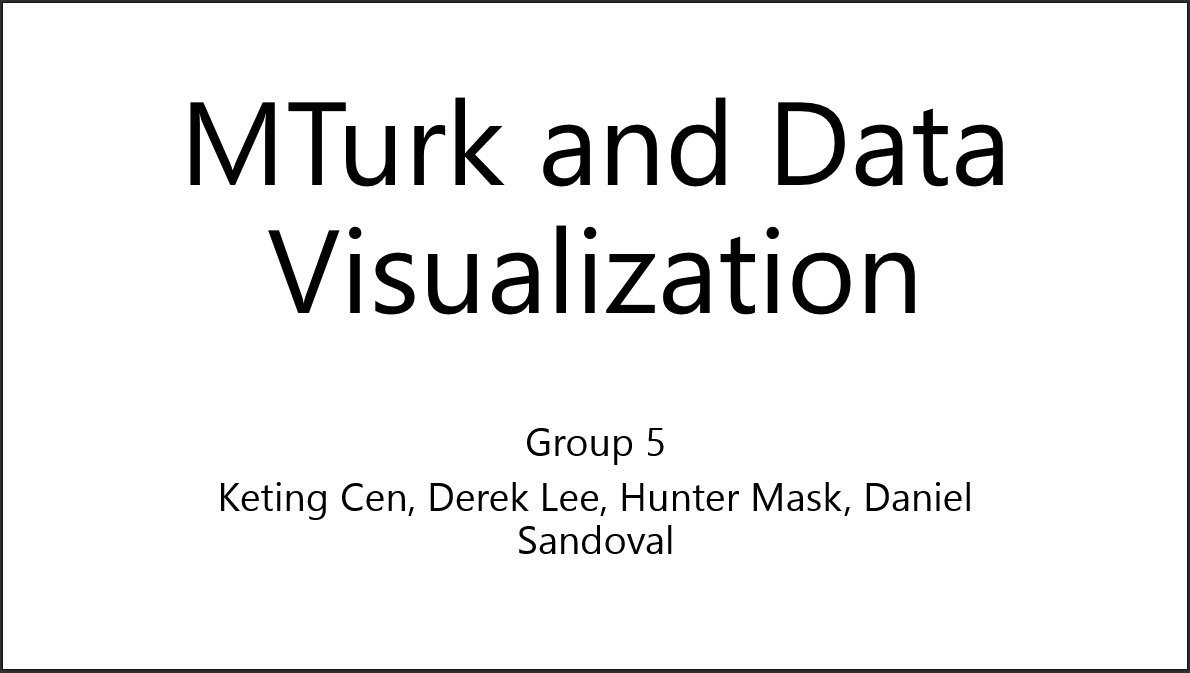 MTurk and Data
Visualization
Group 5
Keting Cen, Derek Lee, Hunter Mask, Daniel
Sandoval